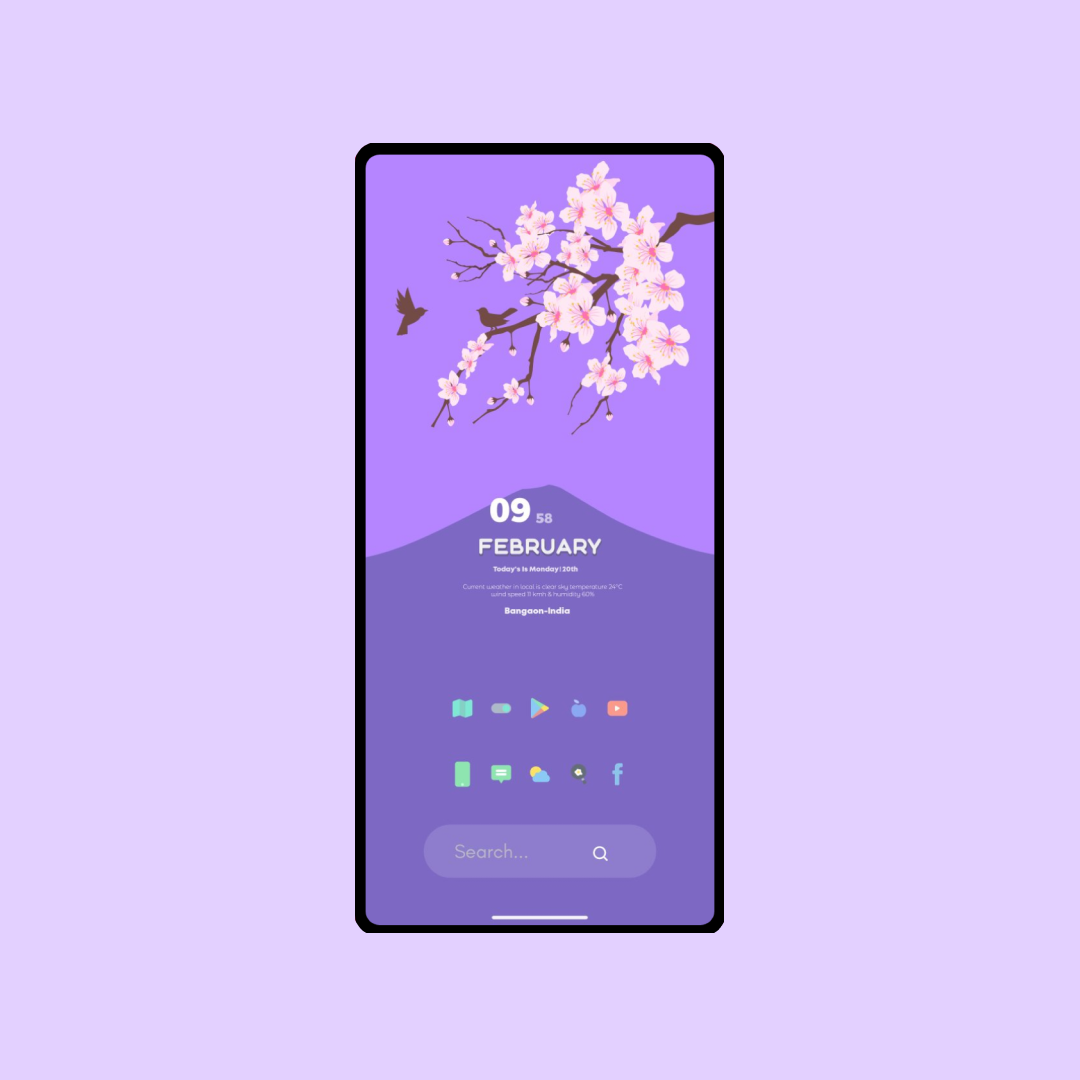 09 58
FEBRUARY
Today's Is Monday! 20th
Current weather in local is clear sky temperature 24°C
wind speed 11 kmh & humidity 60%
Bangaon-India
Search...